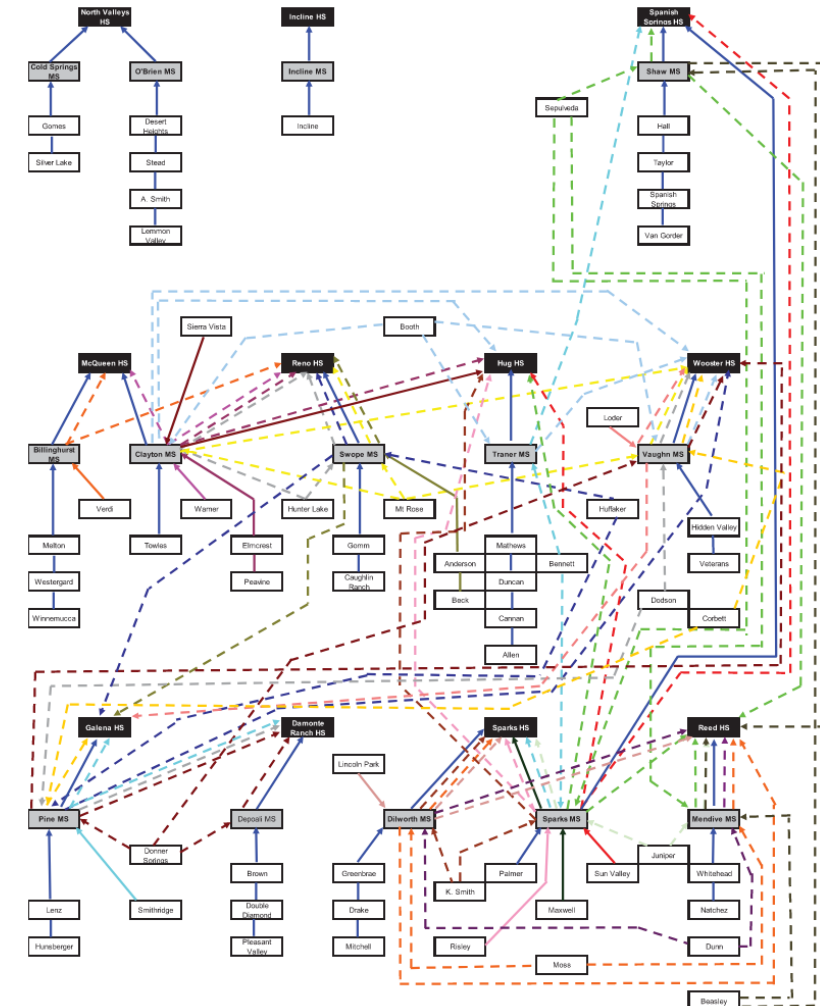 North Valleys
HS
Incline HS
Spanish
Springs HS
Cold Springs
MS
O'Brien MS
Incline MS
Shaw MS
Sepulveda
Gomes
Desert
Heights
Incline
Hall
Silver Lake
Stead
Taylor
A. Smith
Spanish
Springs
Lemmon
Valley
Van Gorder
Sierra Vista
Booth
McQueen HS
Reno HS
Hug HS
Wooster HS
Loder
Billinghurst
MS
Clayton MS
Swope MS
Traner MS
Vaughn MS
Verdi
Warner
Hunter Lake
Mt Rose
Huffaker
Hidden Valley
Melton
Towles
Elmcrest
Gomm
Mathews
Anderson
Bennett
Veterans
Westergard
Peavine
Caughlin
Ranch
Duncan
Winnemucca
Beck
Cannan
Dodson
Corbett
Allen
Galena HS
Damonte
Ranch HS
Sparks HS
Reed HS
Lincoln Park
Pine MS
Depoali MS
Dilworth MS
Sparks MS
Mendive MS
Donner
Springs
Juniper
Brown
Greenbrae
Palmer
Sun Valley
Whitehead
K. Smith
Lenz
Smithridge
Double
Diamond
Drake
Maxwell
Natchez
Hunsberger
Pleasant
Valley
Mitchell
Risley
Dunn
Moss
Beasley